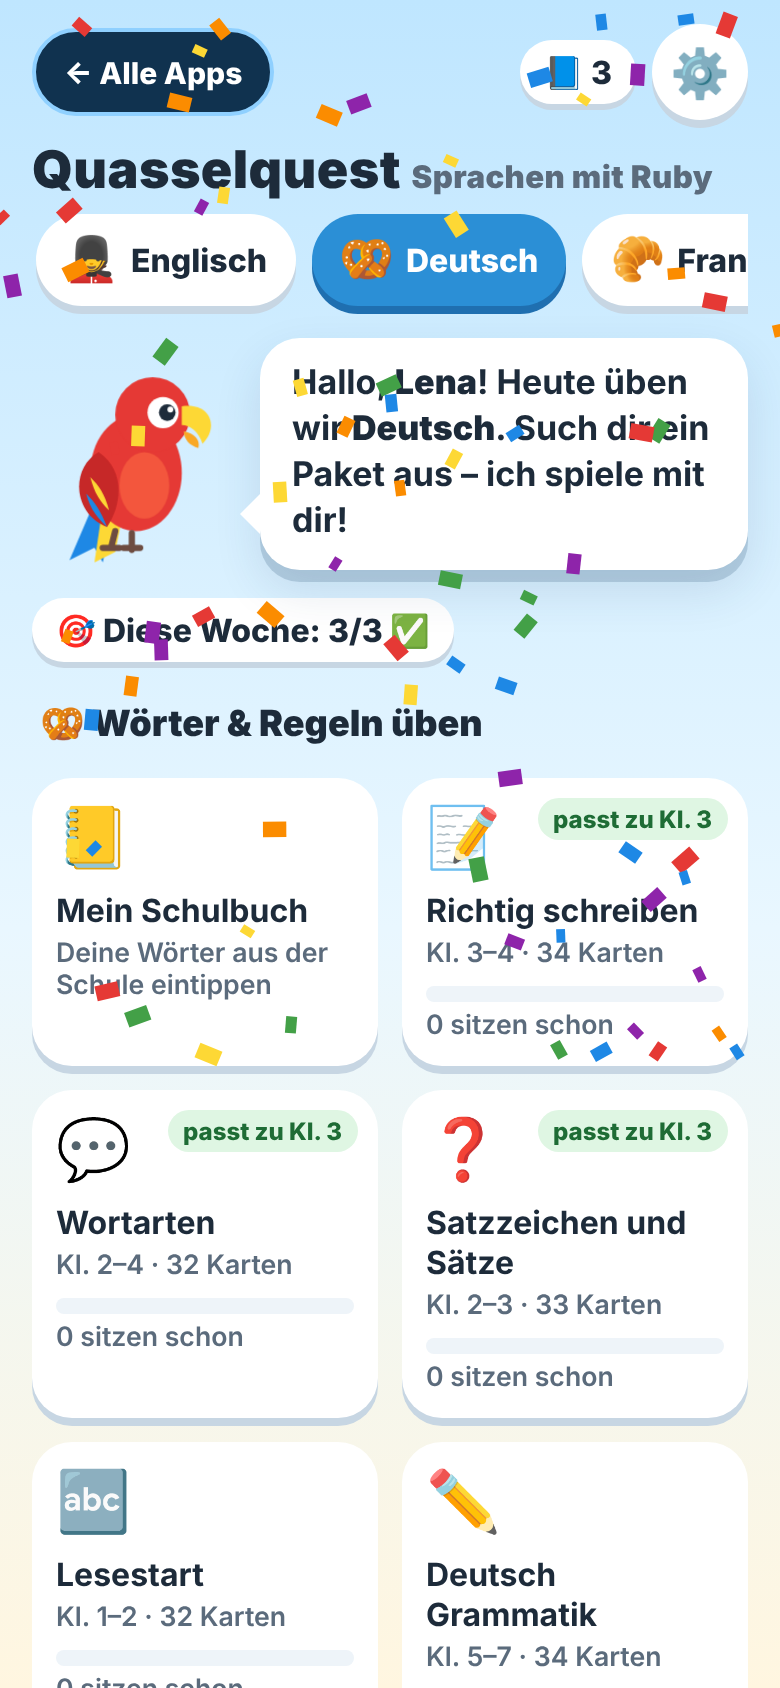 ← Alle Apps
3
Quasselquest Sprachen mit Ruby
Englisch
Deutsch
Fran
Hallo, Lena! Heute üben
wir Deutsch. Such dir ein
Paket aus – ich spiele mit
dir!
Diese Woche: 3/3
Wörter & Regeln üben
Mein Schulbuch
Deine Wörter aus der
Schule eintippen
passt zu Kl. 3
Richtig schreiben
Kl. 3–4 · 34 Karten
0 sitzen schon
passt zu Kl. 3
Wortarten
Kl. 2–4 · 32 Karten
0 sitzen schon
passt zu Kl. 3
Satzzeichen und
Sätze
Kl. 2–3 · 33 Karten
0 sitzen schon
abc
Lesestart
Kl. 1–2 · 32 Karten
0 sitzen schon
Deutsch
Grammatik
Kl. 5–7 · 34 Karten